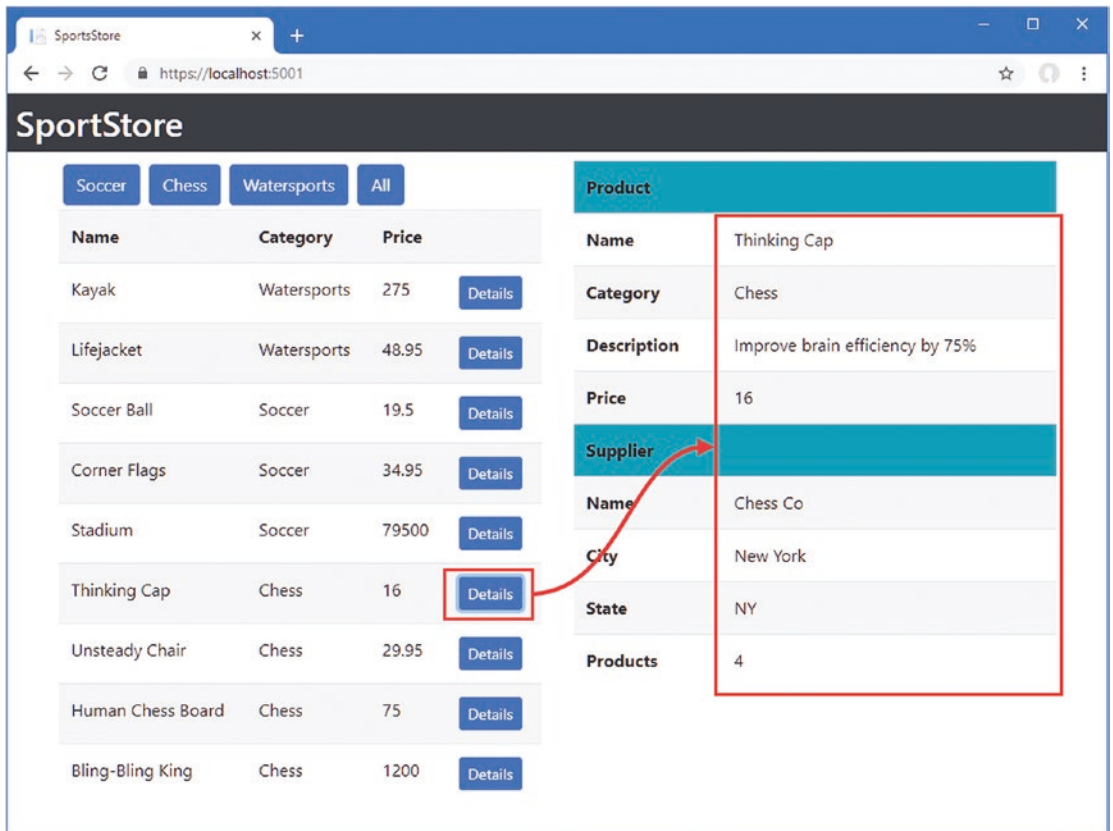 SportsStore
https://localhost:5001
SportStore
Soccer Chess Watersports All
Name Category Price
Kayak Watersports 275 Details
Lifejacket Watersports 48.95 Details
Soccer Ball Soccer 19.5 Details
Corner Flags Soccer 34.95 Details
Stadium Soccer 79500 Details
Thinking Cap Chess 16 Details
Unsteady Chair Chess 29.95 Details
Human Chess Board Chess 75 Details
Bling-Bling King Chess 1200 Details
Product
Name Thinking Cap
Category Chess
Description Improve brain efficiency by 75%
Price 16
Supplier
Name Chess Co
City New York
State NY
Products 4